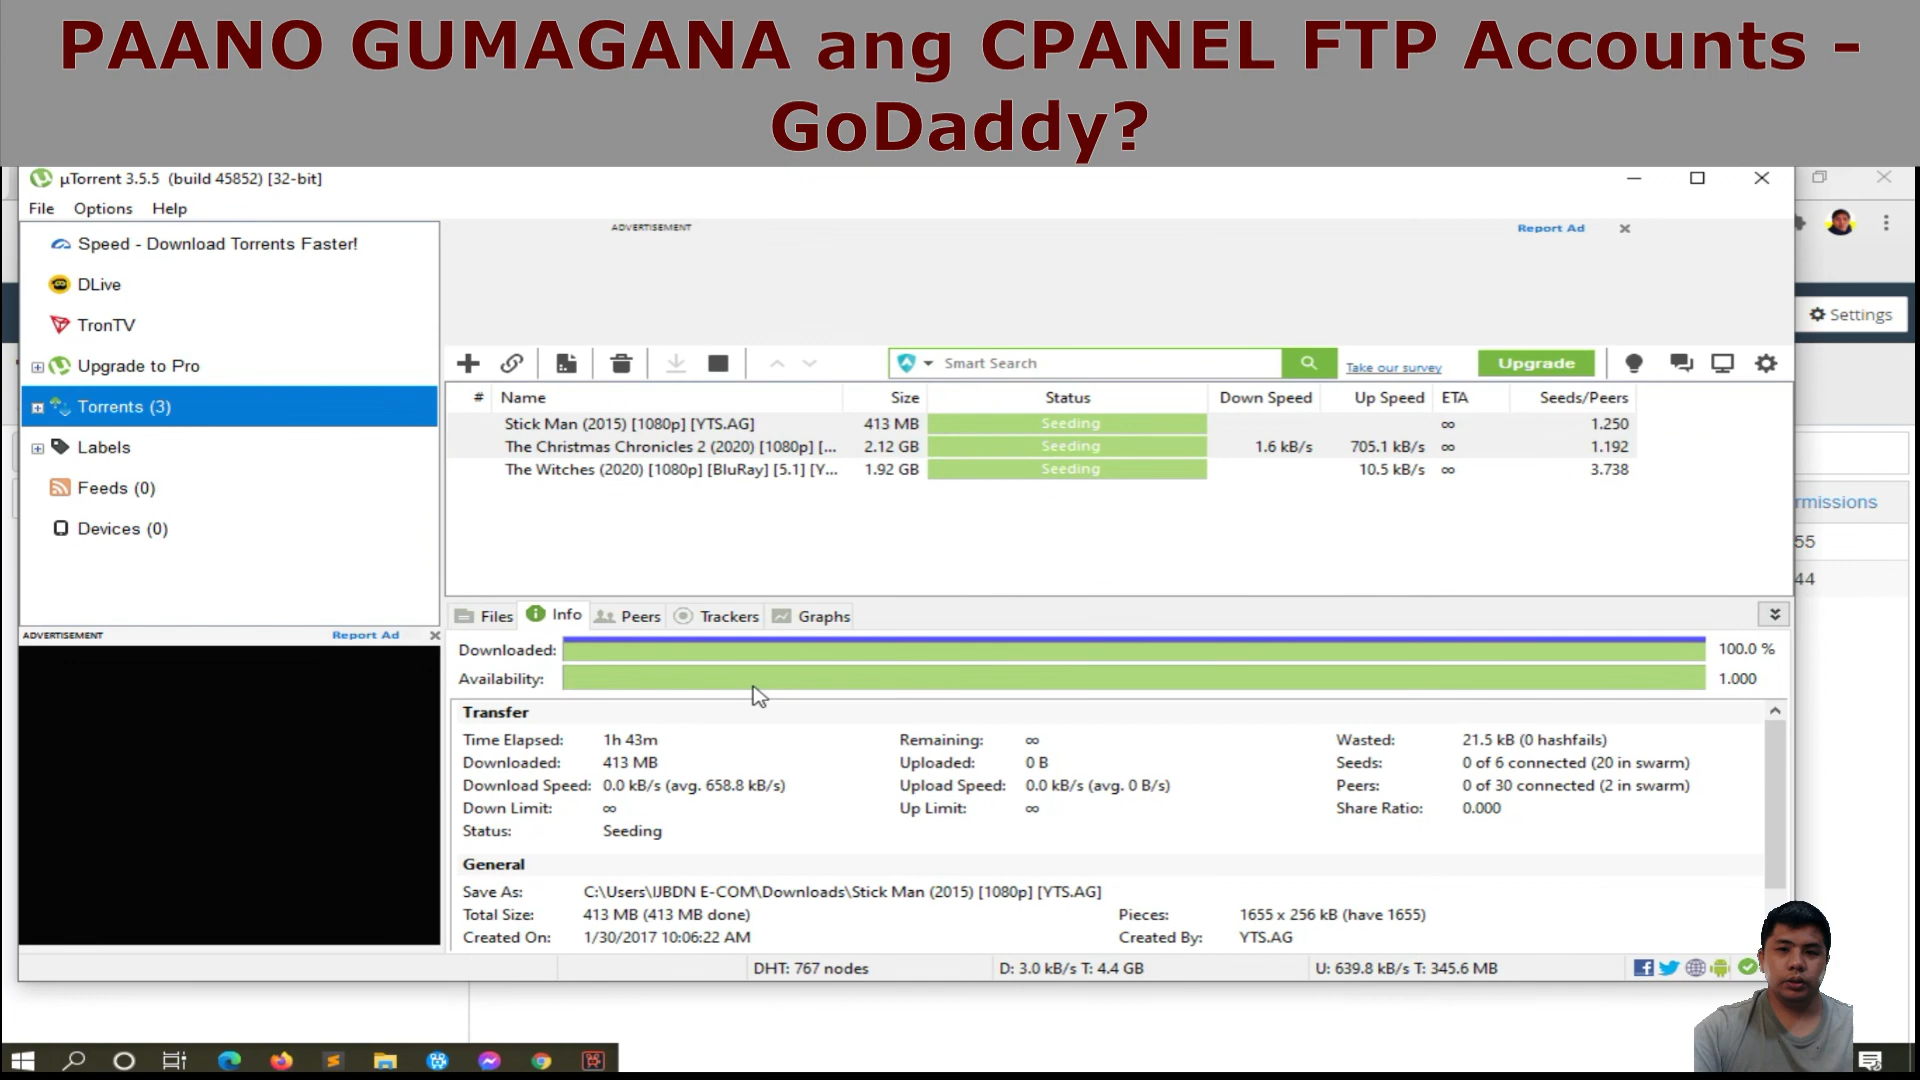 PAANO GUMAGANA ang CPANEL FTP Accounts -
GoDaddy?
µTorrent 3.5.5 (build 45852) [32-bit]
File Options Help
Speed - Download Torrents Faster!
DLive
TronTV
Upgrade to Pro
Torrents (3)
Labels
Feeds (0)
Devices (0)
ADVERTISEMENT Report Ad
ADVERTISEMENT Report Ad
Smart Search
Take our survey
Upgrade
Settings
# Name Size Status Down Speed Up Speed ETA Seeds/Peers
Stick Man (2015) [1080p] [YTS.AG] 413 MB Seeding ∞ 1.250
The Christmas Chronicles 2 (2020) [1080p] [... 2.12 GB Seeding 1.6 kB/s 705.1 kB/s ∞ 1.192
The Witches (2020) [1080p] [BluRay] [5.1] [Y... 1.92 GB Seeding 10.5 kB/s ∞ 3.738
rmissions
55
44
Files Info Peers Trackers Graphs
Downloaded: 100.0 %
Availability: 1.000
Transfer
Time Elapsed: 1h 43m Remaining: ∞ Wasted: 21.5 kB (0 hashfails)
Downloaded: 413 MB Uploaded: 0 B Seeds: 0 of 6 connected (20 in swarm)
Download Speed: 0.0 kB/s (avg. 658.8 kB/s) Upload Speed: 0.0 kB/s (avg. 0 B/s) Peers: 0 of 30 connected (2 in swarm)
Down Limit: ∞ Up Limit: ∞ Share Ratio: 0.000
Status: Seeding
General
Save As: C:\Users\IJBDN E-COM\Downloads\Stick Man (2015) [1080p] [YTS.AG]
Total Size: 413 MB (413 MB done) Pieces: 1655 x 256 kB (have 1655)
Created On: 1/30/2017 10:06:22 AM Created By: YTS.AG
DHT: 767 nodes D: 3.0 kB/s T: 4.4 GB U: 639.8 kB/s T: 345.6 MB